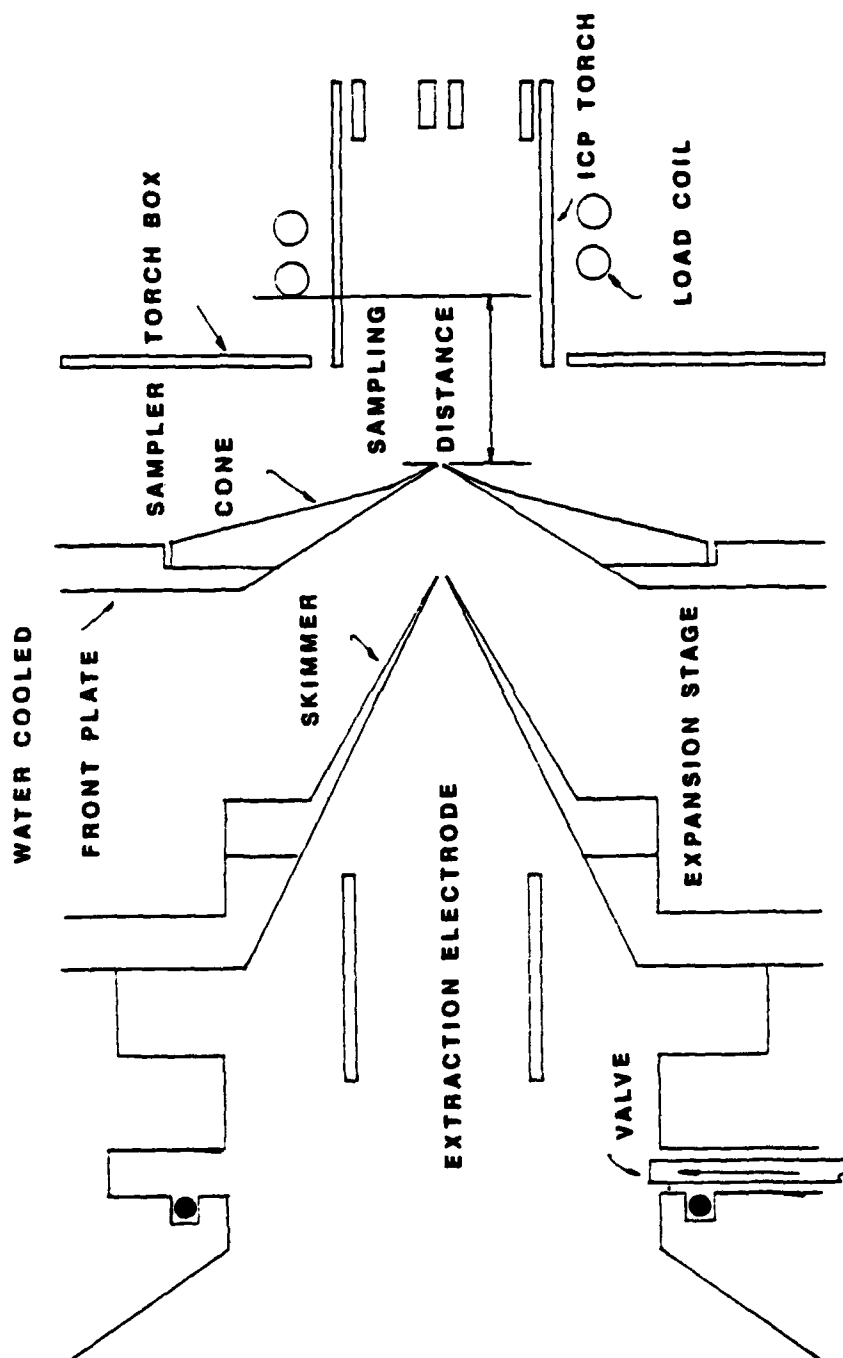 WATER COOLED
FRONT PLATE
SAMPLER
CONE
TORCH BOX
SKIMMER
SAMPLING
DISTANCE
EXTRACTION ELECTRODE
ICP TORCH
LOAD COIL
EXPANSION STAGE
VALVE